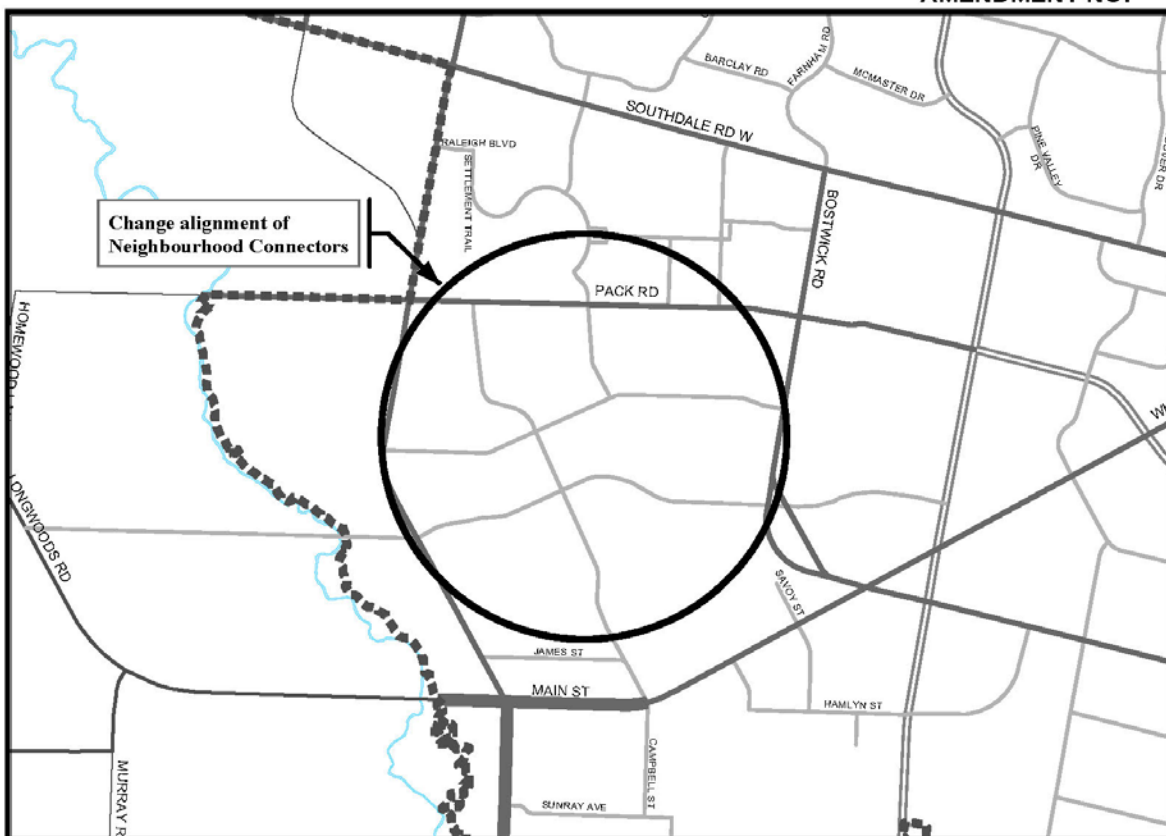 AMENDMENT NO.
BARCLAY RD
FARNHAM RD
MCMASTER DR
SOUTHDALE RD W
PINE VALLEY
DR
RALEIGH BLVD
SETTLEMENT TRAIL
BOSTWICK RD
Change alignment of
Neighbourhood Connectors
PACK RD
LONGWOODS RD
SAVOY ST
JAMES ST
MAIN ST
HAMLYN ST
CAMPBELL ST
MURRAY R
SUNRAY AVE